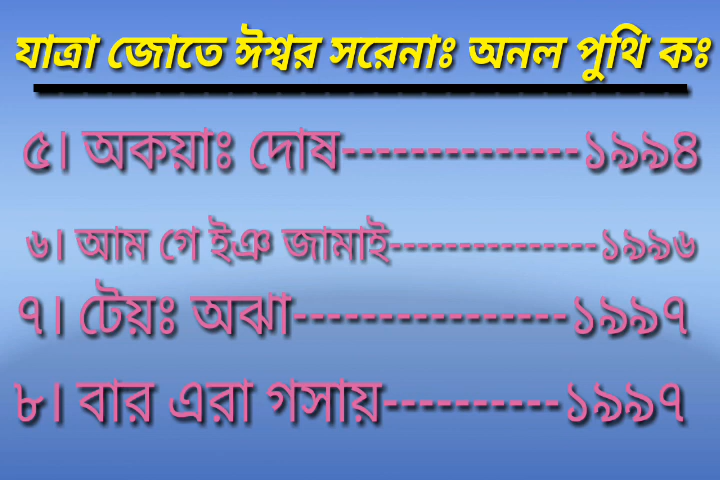 যাত্রা জোতে ঈশ্বর সরেনাঃ অনল পুথি কঃ
৫। অকয়াঃ দোষ--------------১৯৯৪
৬। আম গে ইঞ জামাই---------------১৯৯৬
৭। টেয়ঃ অঝা----------------১৯৯৭
৮। বার এরা গসায়----------১৯৯৭